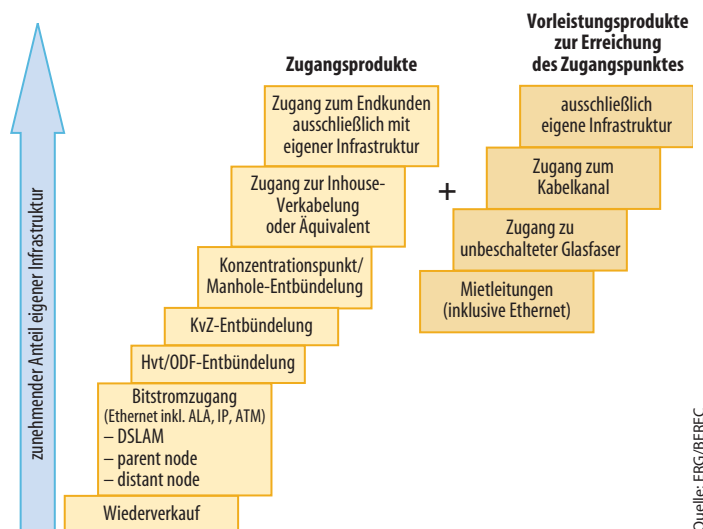 Vorleistungsprodukte
zur Erreichung
des Zugangspunktes
Zugangsprodukte
Zugang zum Endkunden
ausschließlich mit
eigener Infrastruktur
ausschließlich
eigene Infrastruktur
Zugang zur Inhouse-
Verkabelung
oder Äquivalent
+
Zugang zum
Kabelkanal
Konzentrationspunkt/
Manhole-Entbündelung
Zugang zu
unbeschalteter Glasfaser
KvZ-Entbündelung
Mietleitungen
(inklusive Ethernet)
Hvt/ODF-Entbündelung
Bitstromzugang
(Ethernet inkl. ALA, IP, ATM)
– DSLAM
– parent node
– distant node
Wiederverkauf
zunehmender Anteil eigener Infrastruktur
Quelle: ERG/BEREC